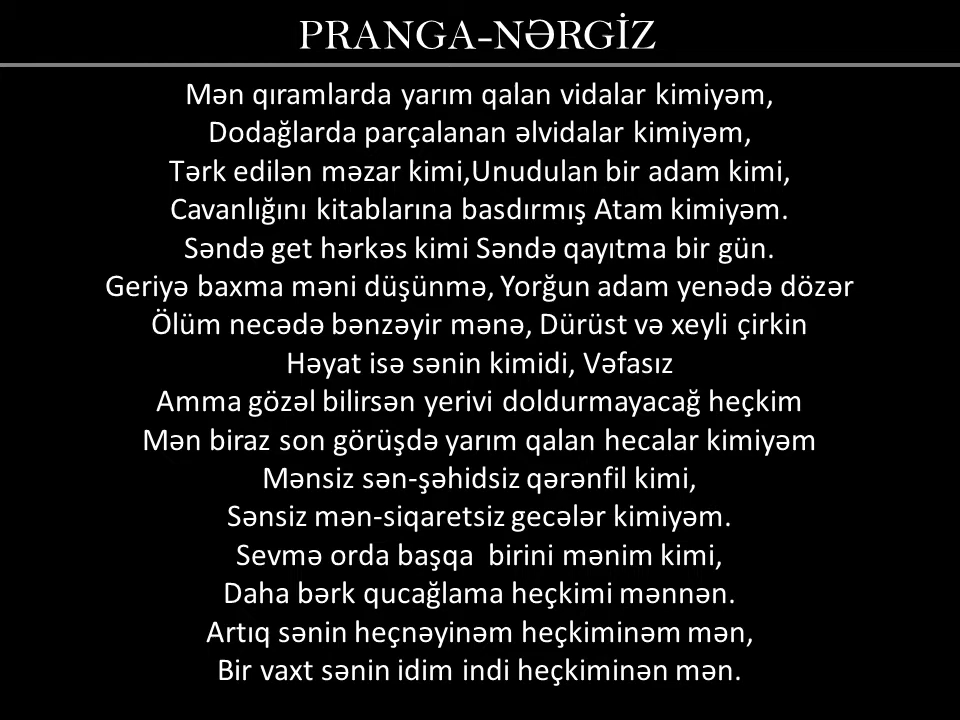 PRANGA-NƏRGİZ
Mən qıramlarda yarım qalan vidalar kimiyəm,
Dodağlarda parçalanan əlvidalar kimiyəm,
Tərk edilən məzar kimi,Unudulan bir adam kimi,
Cavanlığını kitablarına basdırmış Atam kimiyəm.
Səndə get hərkəs kimi Səndə qayıtma bir gün.
Geriyə baxma məni düşünmə, Yorğun adam yenədə dözər
Ölüm necədə bənzəyir mənə, Dürüst və xeyli çirkin
Həyat isə sənin kimidi, Vəfasız
Amma gözəl bilirsən yerivi doldurmayacağ heçkim
Mən biraz son görüşdə yarım qalan hecalar kimiyəm
Mənsiz sən-şəhidsiz qərənfil kimi,
Sənsiz mən-siqaretsiz gecələr kimiyəm.
Sevmə orda başqa  birini mənim kimi,
Daha bərk qucağlama heçkimi mənnən.
Artıq sənin heçnəyinəm heçkiminəm mən,
Bir vaxt sənin idim indi heçkiminən mən.